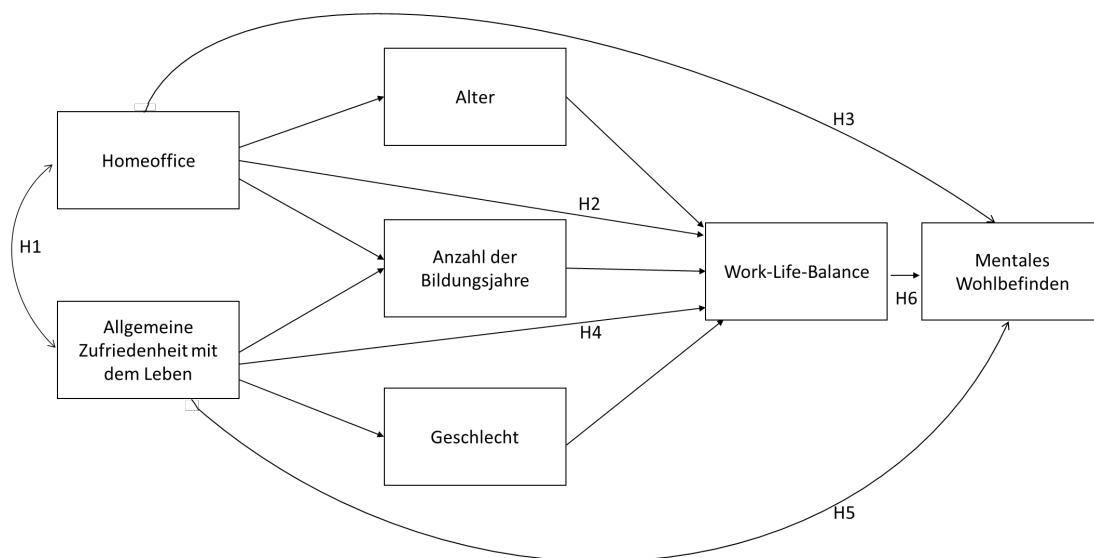 Alter
H3
Homeoffice
H2
H1
Anzahl der
Bildungsjahre
Work-Life-Balance
Mentales
Wohlbefinden
H6
Allgemeine
Zufriedenheit mit
dem Leben
H4
Geschlecht
H5